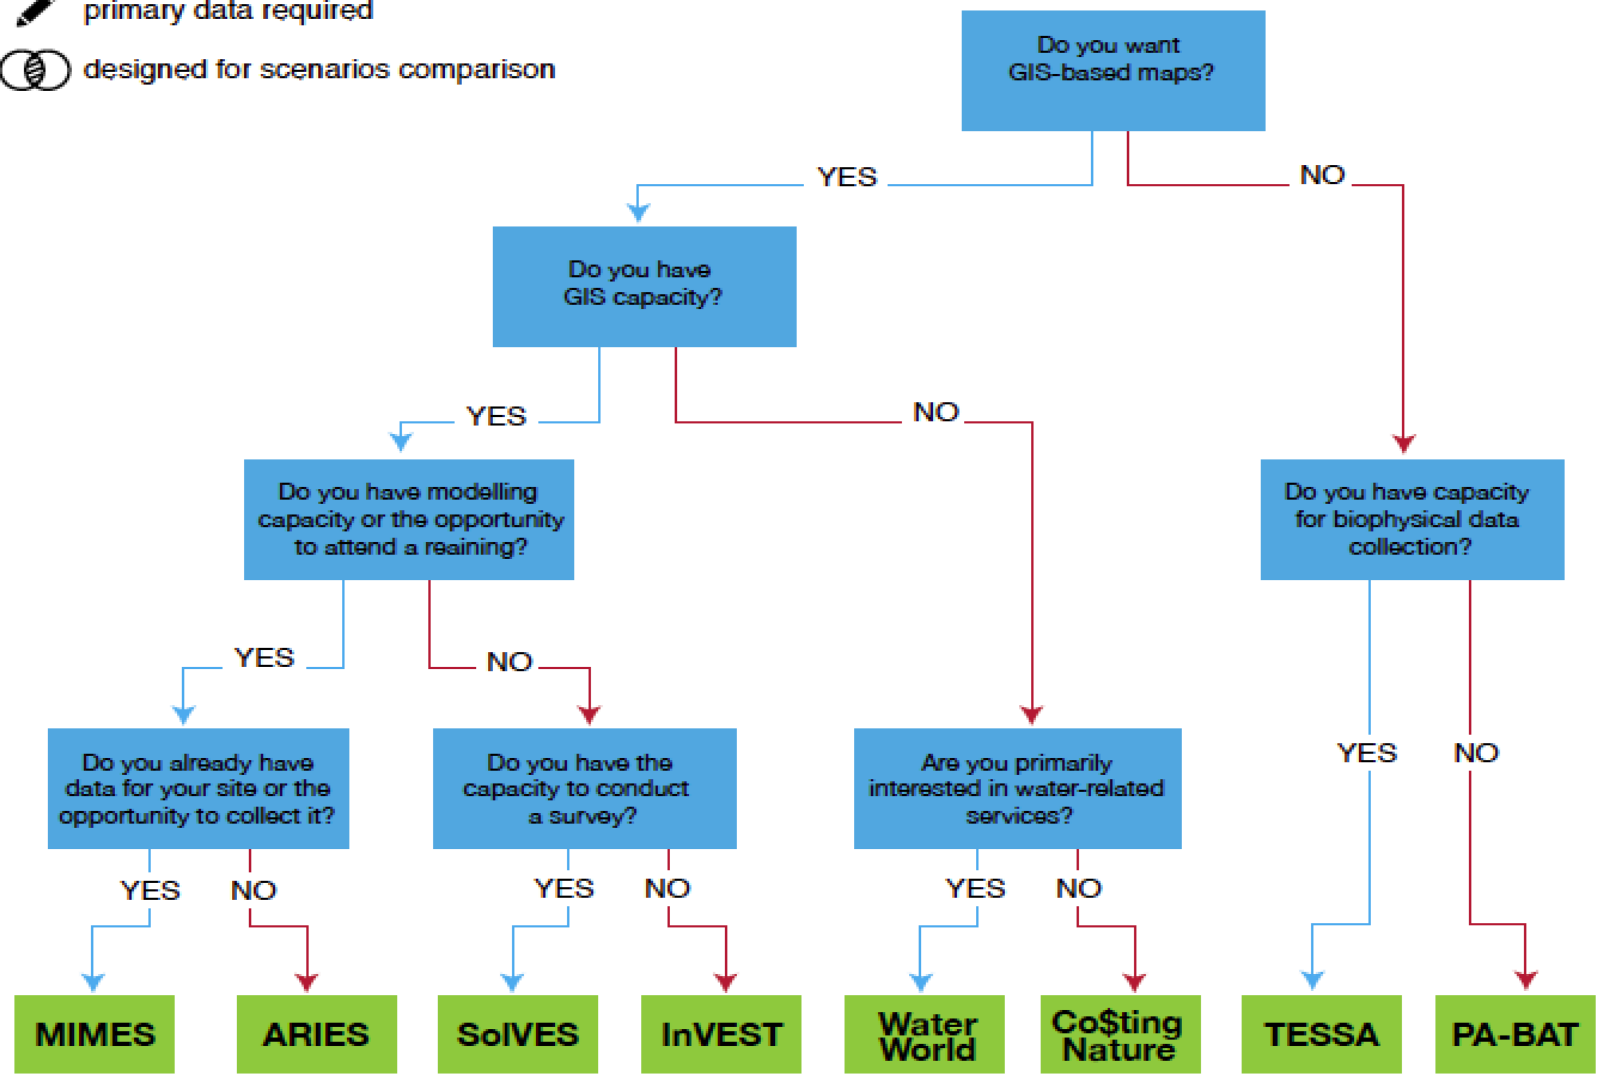 primary data required
designed for scenarios comparison
Do you want
GIS-based maps?
YES
NO
Do you have
GIS capacity?
YES
NO
Do you have modelling
capacity or the opportunity
to attend a reaining?
Do you have capacity
for biophysical data
collection?
YES
NO
Do you already have
data for your site or the
opportunity to collect it?
Do you have the
capacity to conduct
a survey?
Are you primarily
interested in water-related
services?
YES
NO
YES
NO
YES
NO
YES
NO
MIMES
ARIES
SolVES
InVEST
Water
World
Co$ting
Nature
TESSA
PA-BAT